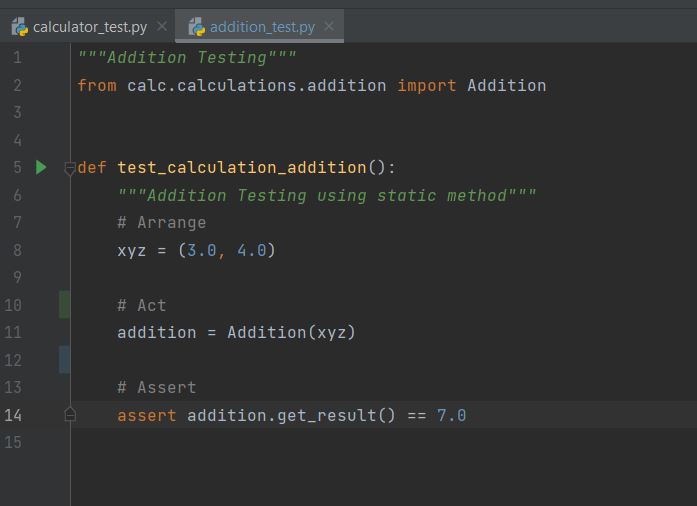 calculator_test.py × addition_test.py ×
1 """Addition Testing"""
2 from calc.calculations.addition import Addition
3
4
5 def test_calculation_addition():
6     """Addition Testing using static method"""
7     # Arrange
8     xyz = (3.0, 4.0)
9
10     # Act
11     addition = Addition(xyz)
12
13     # Assert
14     assert addition.get_result() == 7.0
15